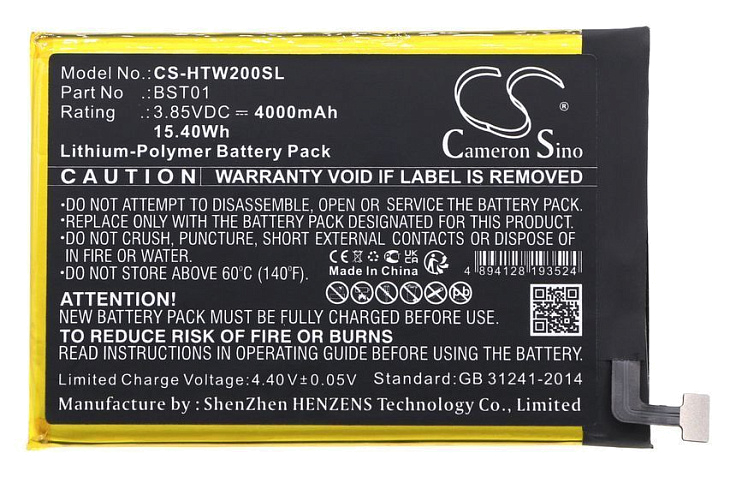 Model No.:CS-HTW200SL
Part No .:BST01
Rating .:3.85VDC ⎓ 4000mAh
15.40Wh
Lithium-Polymer Battery Pack
CS
®
Cameron Sino
CAUTION
WARRANTY VOID IF LABEL IS REMOVED
•DO NOT ATTEMPT TO DISASSEMBLE, OPEN OR SERVICE THE BATTERY PACK.
•REPLACE ONLY WITH THE BATTERY PACK DESIGNATED FOR THIS PRODUCT.
•DO NOT CRUSH, PUNCTURE, SHORT EXTERNAL CONTACTS OR DISPOSE OF
IN FIRE OR WATER.
•DO NOT STORE ABOVE 60℃ (140℉).
CE
UK CA
Made In China
4 894128 193524
ATTENTION!
NEW BATTERY PACK MUST BE FULLY CHARGED BEFORE USE
TO REDUCE RISK OF FIRE OR BURNS
READ INSTALLING/OPERATING GUIDE BEFORE USING BATTERY PACK.
Limited Charge Voltage:4.40V±0.05V
Standard:GB 31241-2014
Manufacture by : ShenZhen HENZENS Technology Co., Limited